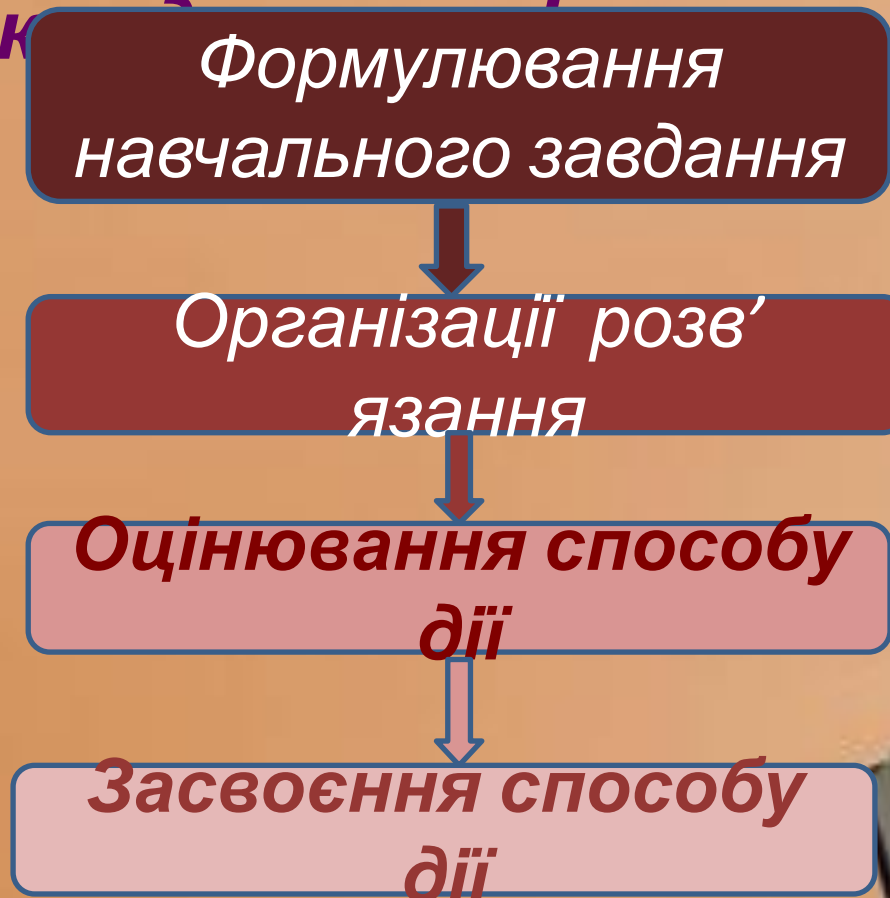 Формулювання
навчального завдання
Організації розв’
язання
Оцінювання способу
дії
Засвоєння способу
дії